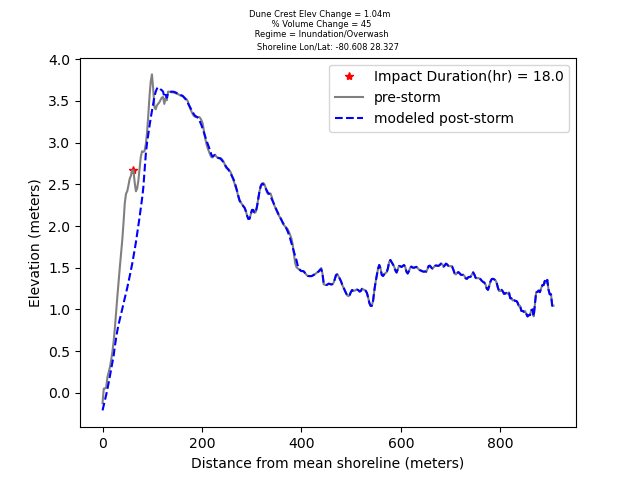 Dune Crest Elev Change = 1.04m
% Volume Change = 45
Regime = Inundation/Overwash
Shoreline Lon/Lat: -80.608 28.327
Impact Duration(hr) = 18.0
pre-storm
modeled post-storm
Elevation (meters)
4.0
3.5
3.0
2.5
2.0
1.5
1.0
0.5
0.0
0 200 400 600 800
Distance from mean shoreline (meters)